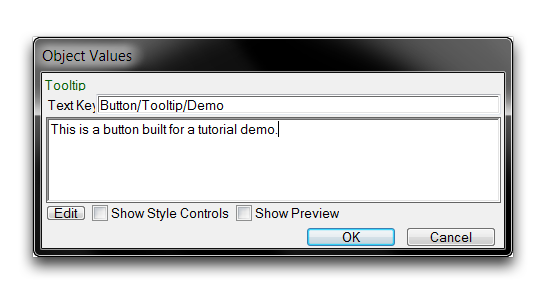 Object Values
Tooltip
Text Key Button/Tooltip/Demo
This is a button built for a tutorial demo.
Edit Show Style Controls Show Preview
OK Cancel